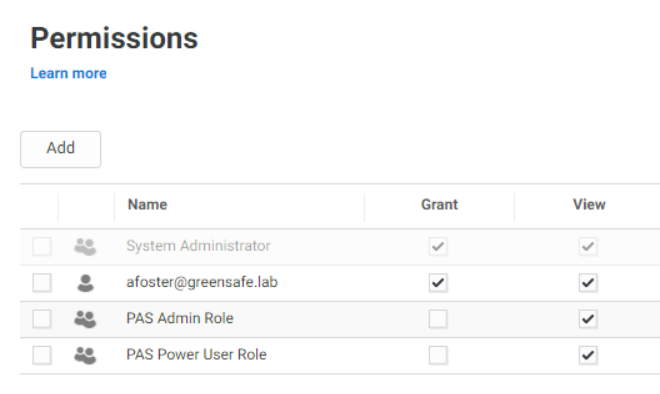 Permissions
Learn more
Add
Name Grant View
System Administrator
afoster@greensafe.lab
PAS Admin Role
PAS Power User Role